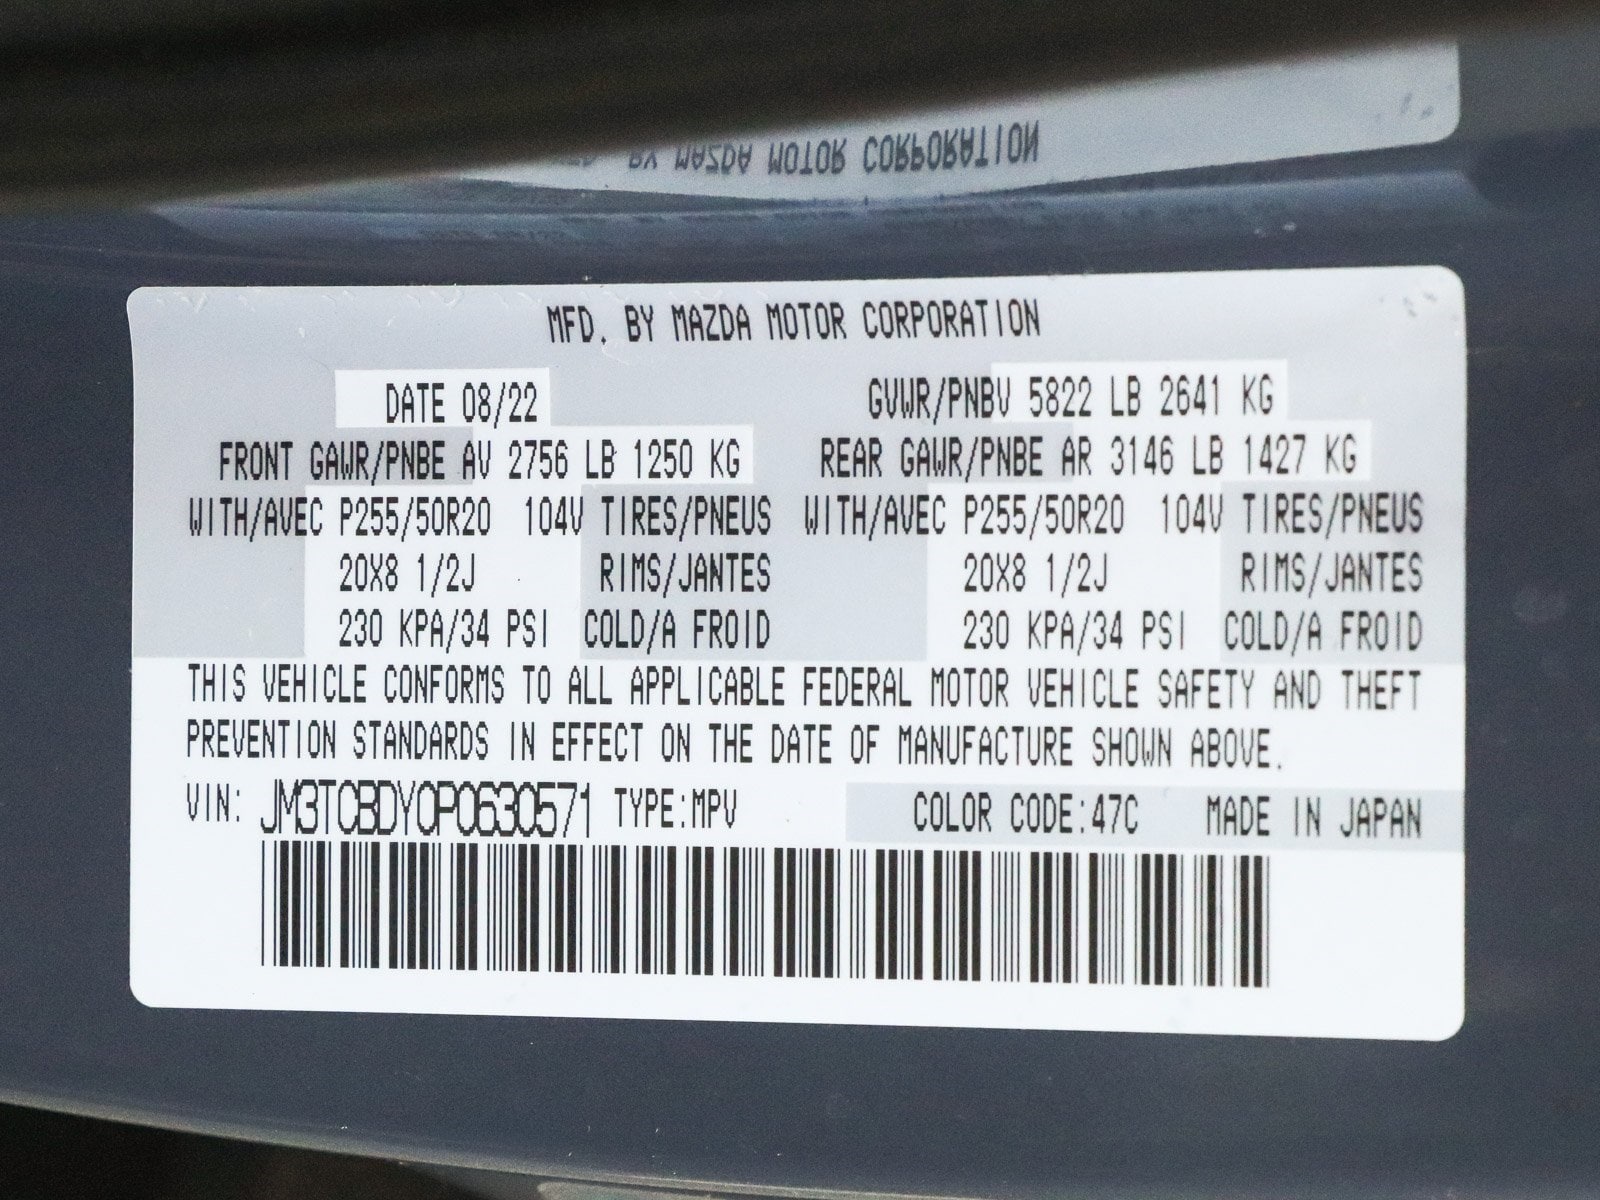 BY MAZDA MOTOR CORPORATION
MFD. BY MAZDA MOTOR CORPORATION
DATE 08/22 GVWR/PNBV 5822 LB 2641 KG
FRONT GAWR/PNBE AV 2756 LB 1250 KG REAR GAWR/PNBE AR 3146 LB 1427 KG
WITH/AVEC P255/50R20 104V TIRES/PNEUS WITH/AVEC P255/50R20 104V TIRES/PNEUS
20X8 1/2J RIMS/JANTES 20X8 1/2J RIMS/JANTES
230 KPA/34 PSI COLD/A FROID 230 KPA/34 PSI COLD/A FROID
THIS VEHICLE CONFORMS TO ALL APPLICABLE FEDERAL MOTOR VEHICLE SAFETY AND THEFT
PREVENTION STANDARDS IN EFFECT ON THE DATE OF MANUFACTURE SHOWN ABOVE.
VIN: JM3TCBDY0P0630571 TYPE:MPV COLOR CODE:47C MADE IN JAPAN